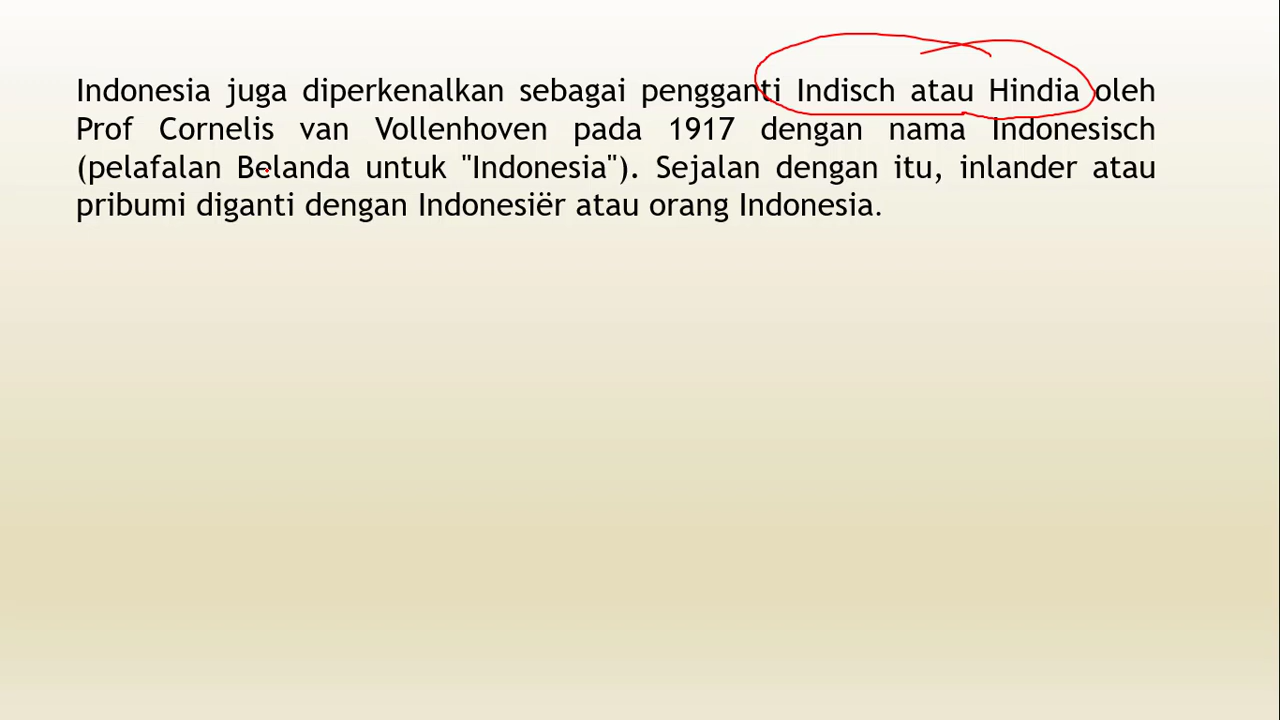 Indonesia juga diperkenalkan sebagai pengganti Indisch atau Hindia oleh
Prof Cornelis van Vollenhoven pada 1917 dengan nama Indonesisch
(pelafalan Belanda untuk "Indonesia"). Sejalan dengan itu, inlander atau
pribumi diganti dengan Indonesiër atau orang Indonesia.